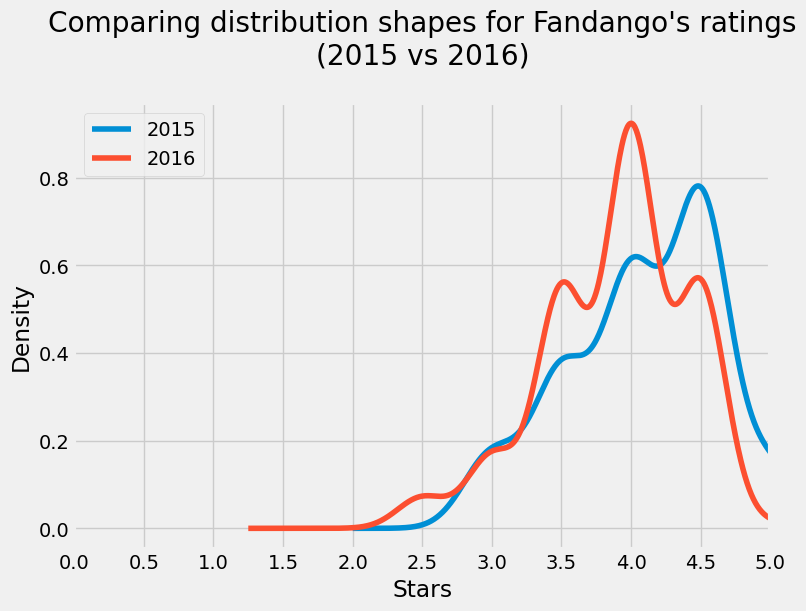 Comparing distribution shapes for Fandango's ratings
(2015 vs 2016)
2015
2016
0.8
0.6
0.4
0.2
0.0
Density
0.0 0.5 1.0 1.5 2.0 2.5 3.0 3.5 4.0 4.5 5.0
Stars